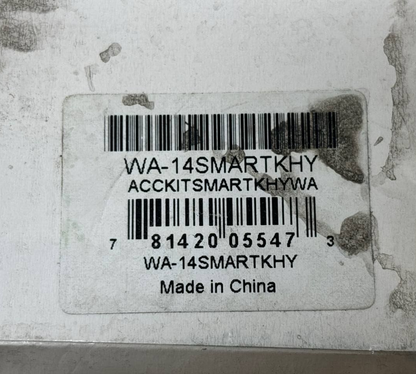 WA-14SMARTKHY
ACCKITSMARTKHYWA
7 81420 05547 3
WA-14SMARTKHY
Made in China